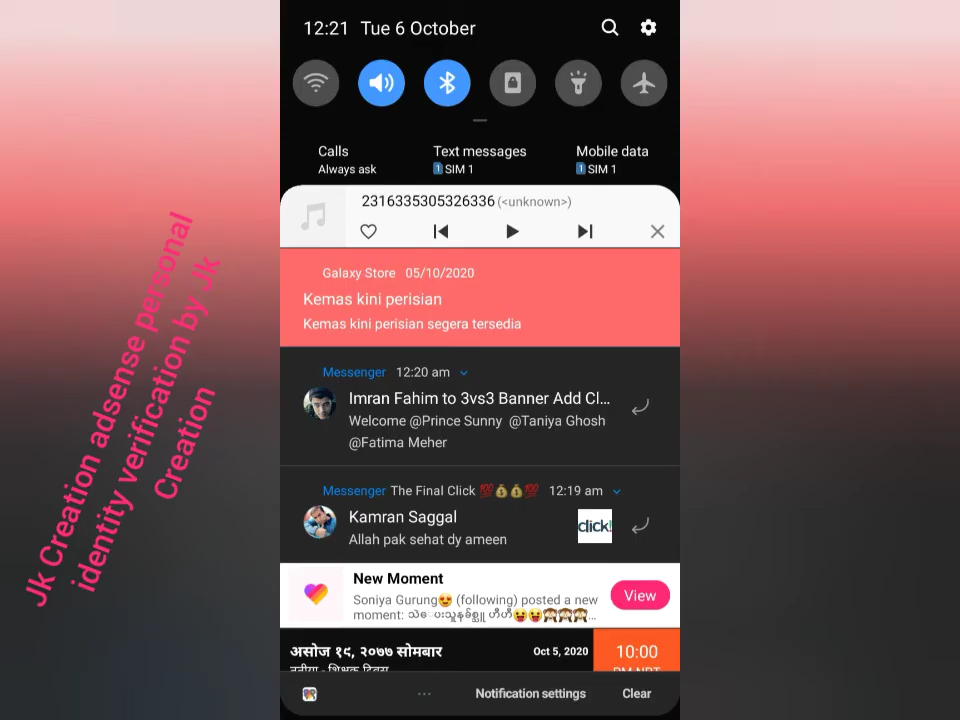 12:21 Tue 6 October
Calls
Always ask
Text messages
1 SIM 1
Mobile data
1 SIM 1
2316335305326336 (<unknown>)
Galaxy Store 05/10/2020
Kemas kini perisian
Kemas kini perisian segera tersedia
Messenger 12:20 am
Imran Fahim to 3vs3 Banner Add Cl...
Welcome @Prince Sunny @Taniya Ghosh
@Fatima Meher
Messenger The Final Click 💯💰💰💯 12:19 am
Kamran Saggal
Allah pak sehat dy ameen
click!
New Moment
Soniya Gurung😍 (following) posted a new
moment:
View
असोज १९, २०७७ सोमबार
Oct 5, 2020
10:00
Notification settings
Clear
Jk Creation adsense personal
identity verification by Jk
Creation